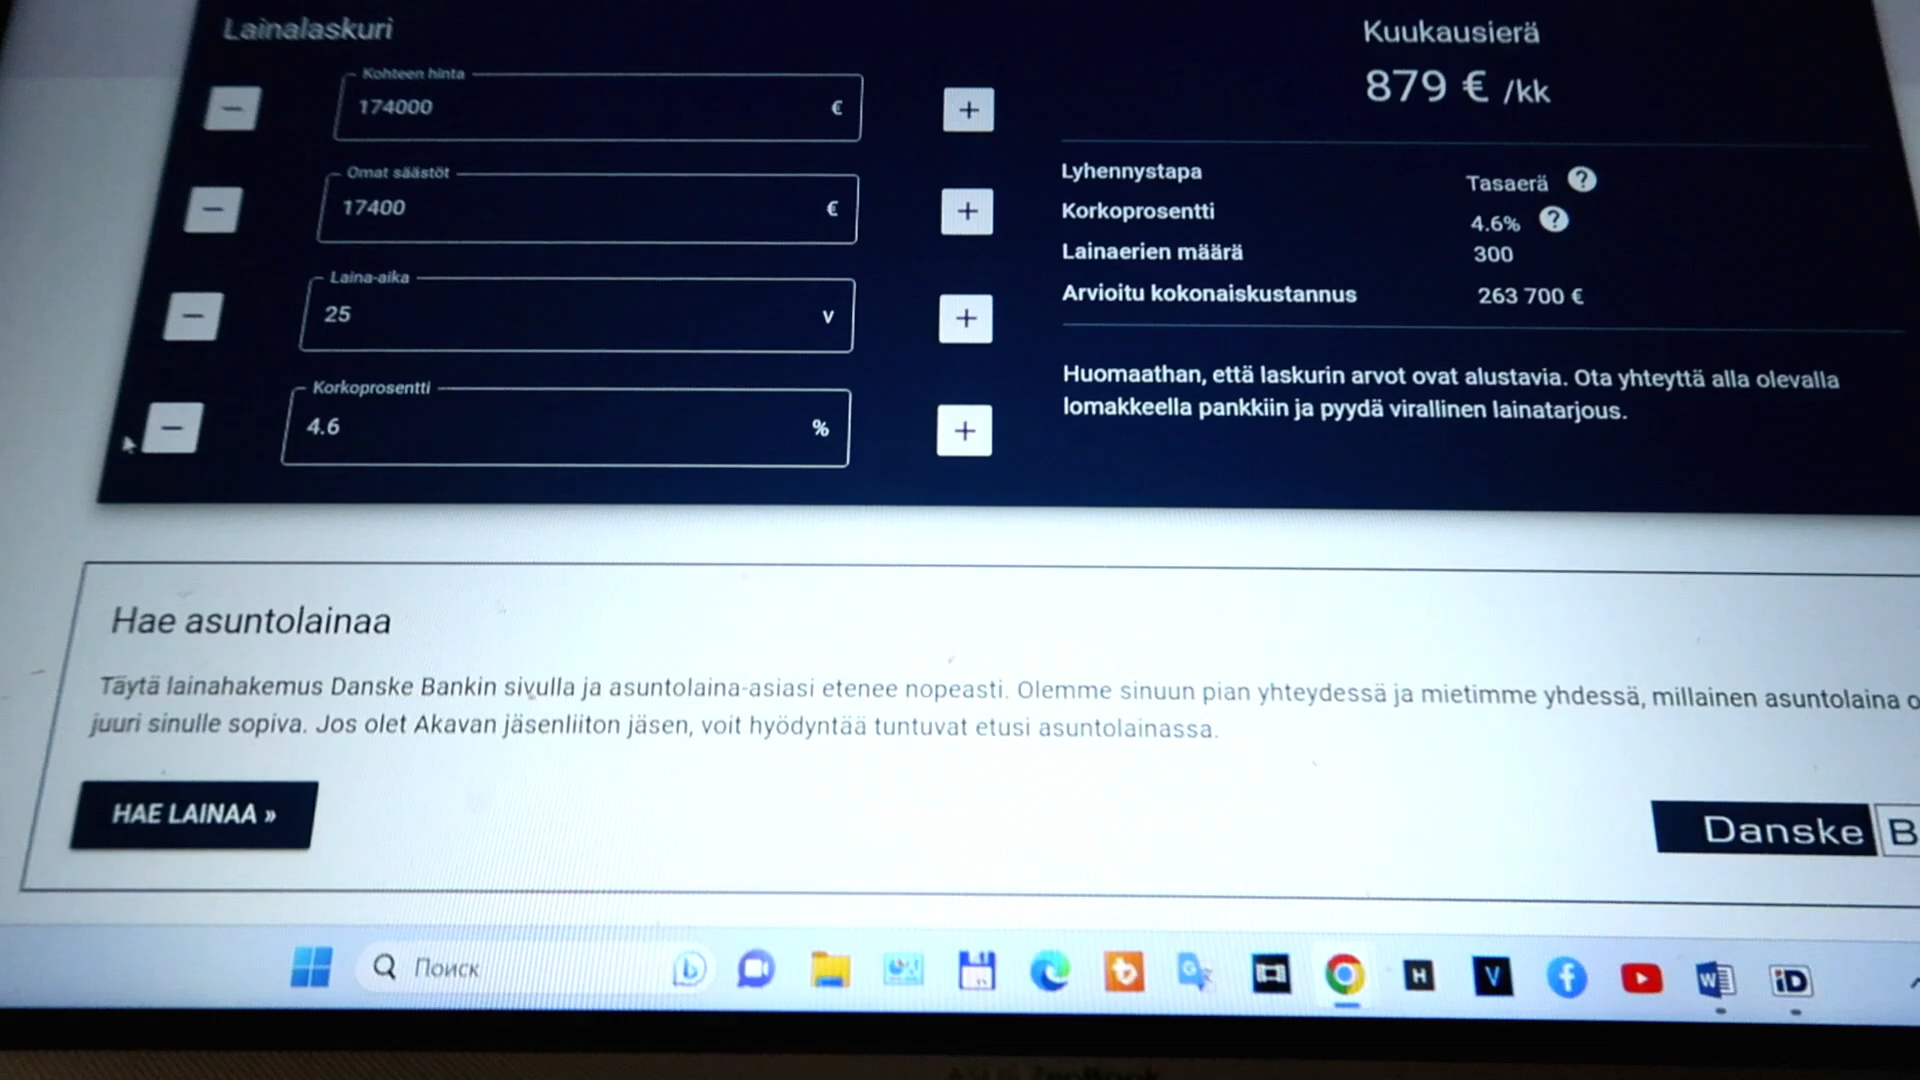 Lainalaskuri
Kohteen hinta
174000 €
Omat säästöt
17400 €
Laina-aika
25 v
Korkoprosentti
4.6 %
Kuukausierä
879 € /kk
Lyhennystapa Tasaerä ?
Korkoprosentti 4.6% ?
Lainaerien määrä 300
Arvioitu kokonaiskustannus 263 700 €
Huomaathan, että laskurin arvot ovat alustavia. Ota yhteyttä alla olevalla
lomakkeella pankkiin ja pyydä virallinen lainatarjous.
Hae asuntolainaa
Täytä lainahakemus Danske Bankin sivulla ja asuntolaina-asiasi etenee nopeasti. Olemme sinuun pian yhteydessä ja mietimme yhdessä, millainen asuntolaina o
juuri sinulle sopiva. Jos olet Akavan jäsenliiton jäsen, voit hyödyntää tuntuvat etusi asuntolainassa.
HAE LAINAA »
Danske B
Поиск